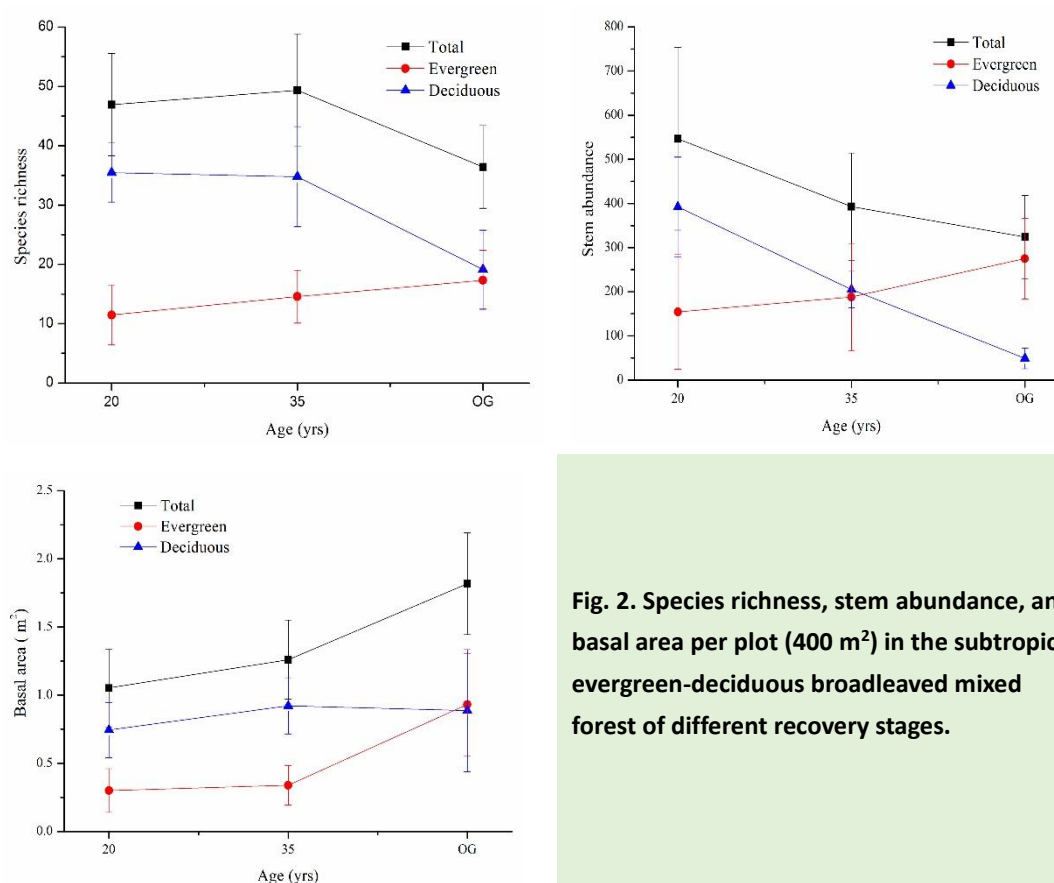 60
50
40
30
20
10
0
Species richness
Total
Evergreen
Deciduous
20
35
OG
Age (yrs)
800
700
600
500
400
300
200
100
0
Stem abundance
Total
Evergreen
Deciduous
20
35
OG
Age (yrs)
2.5
2.0
1.5
1.0
0.5
0.0
Basal area ( m²)
Total
Evergreen
Deciduous
20
35
OG
Age (yrs)
Fig. 2. Species richness, stem abundance, an
basal area per plot (400 m²) in the subtropic
evergreen-deciduous broadleaved mixed
forest of different recovery stages.